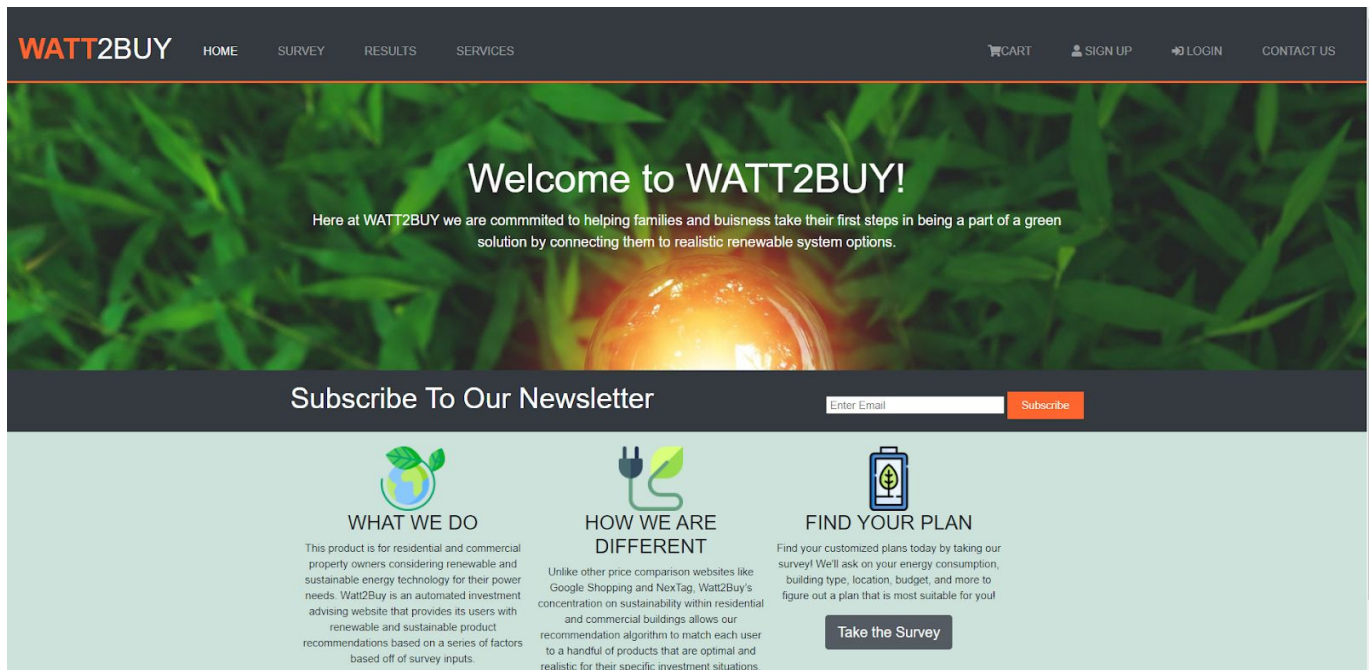 WATT2BUY HOME SURVEY RESULTS SERVICES CART SIGN UP LOGIN CONTACT US
Welcome to WATT2BUY!
Here at WATT2BUY we are commmited to helping families and buisness take their first steps in being a part of a green
solution by connecting them to realistic renewable system options.
Subscribe To Our Newsletter
Enter Email Subscribe
WHAT WE DO
This product is for residential and commercial
property owners considering renewable and
sustainable energy technology for their power
needs. Watt2Buy is an automated investment
advising website that provides its users with
renewable and sustainable product
recommendations based on a series of factors
based off of survey inputs.
HOW WE ARE
DIFFERENT
Unlike other price comparison websites like
Google Shopping and NexTag, Watt2Buy's
concentration on sustainability within residential
and commercial buildings allows our
recommendation algorithm to match each user
to a handful of products that are optimal and
realistic for their specific investment situations.
FIND YOUR PLAN
Find your customized plans today by taking our
survey! We'll ask on your energy consumption,
building type, location, budget, and more to
figure out a plan that is most suitable for you!
Take the Survey